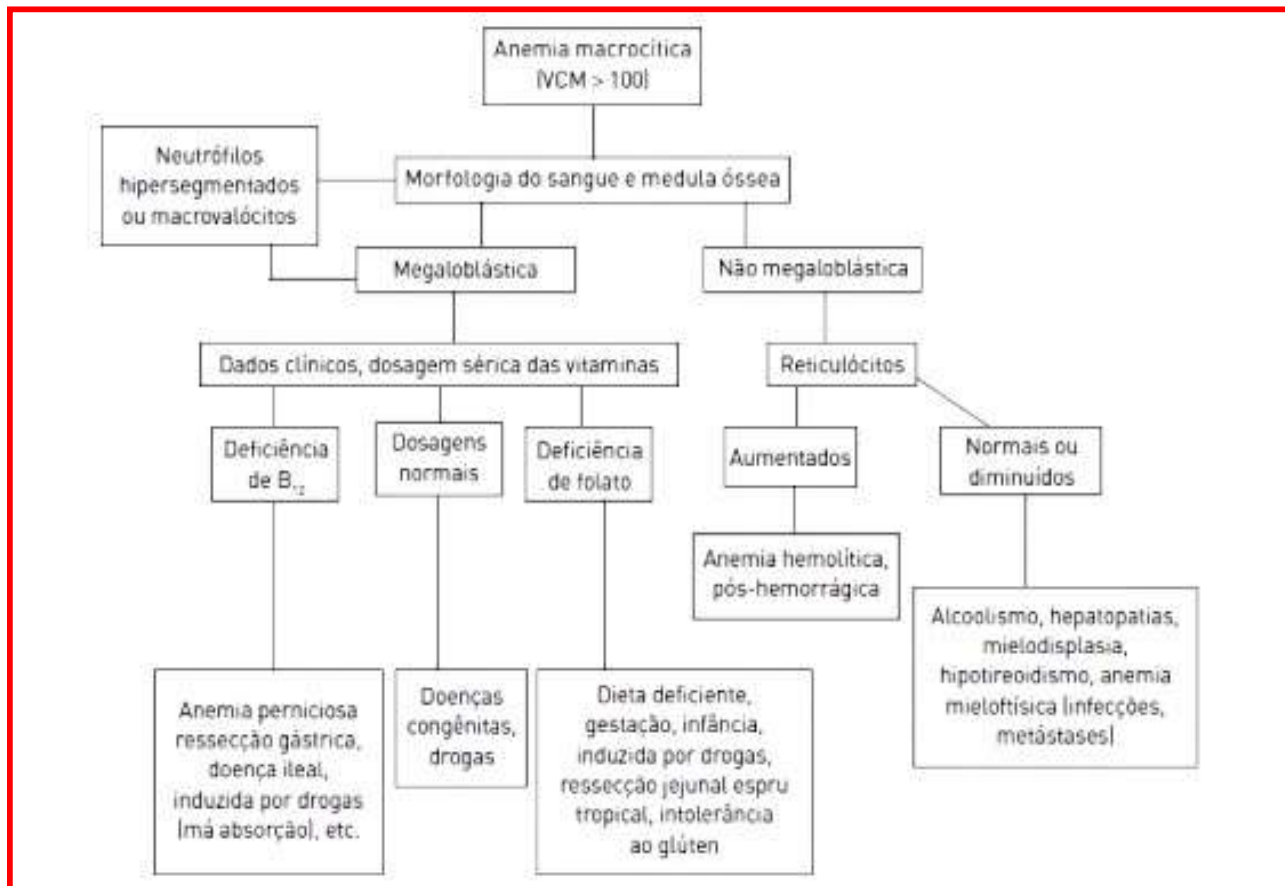 Anemia macrocítica
(VCM > 100)
Neutrófilos
hipersegmentados
ou macrovalócitos
Morfologia do sangue e medula óssea
Megaloblástica
Não megaloblástica
Dados clínicos, dosagem sérica das vitaminas
Reticulócitos
Deficiência
de B₁₂
Dosagens
normais
Deficiência
de folato
Aumentados
Normais ou
diminuídos
Anemia hemolítica,
pós-hemorrágica
Alcoolismo, hepatopatias,
mielodisplasia,
hipotireoidismo, anemia
mieloftísica (infecções,
metástases)
Anemia perniciosa
ressecção gástrica,
doença ileal,
induzida por drogas
(má absorção), etc.
Doenças
congênitas,
drogas
Dieta deficiente,
gestação, infância,
induzida por drogas,
ressecção jejunal espru
tropical, intolerância
ao glúten